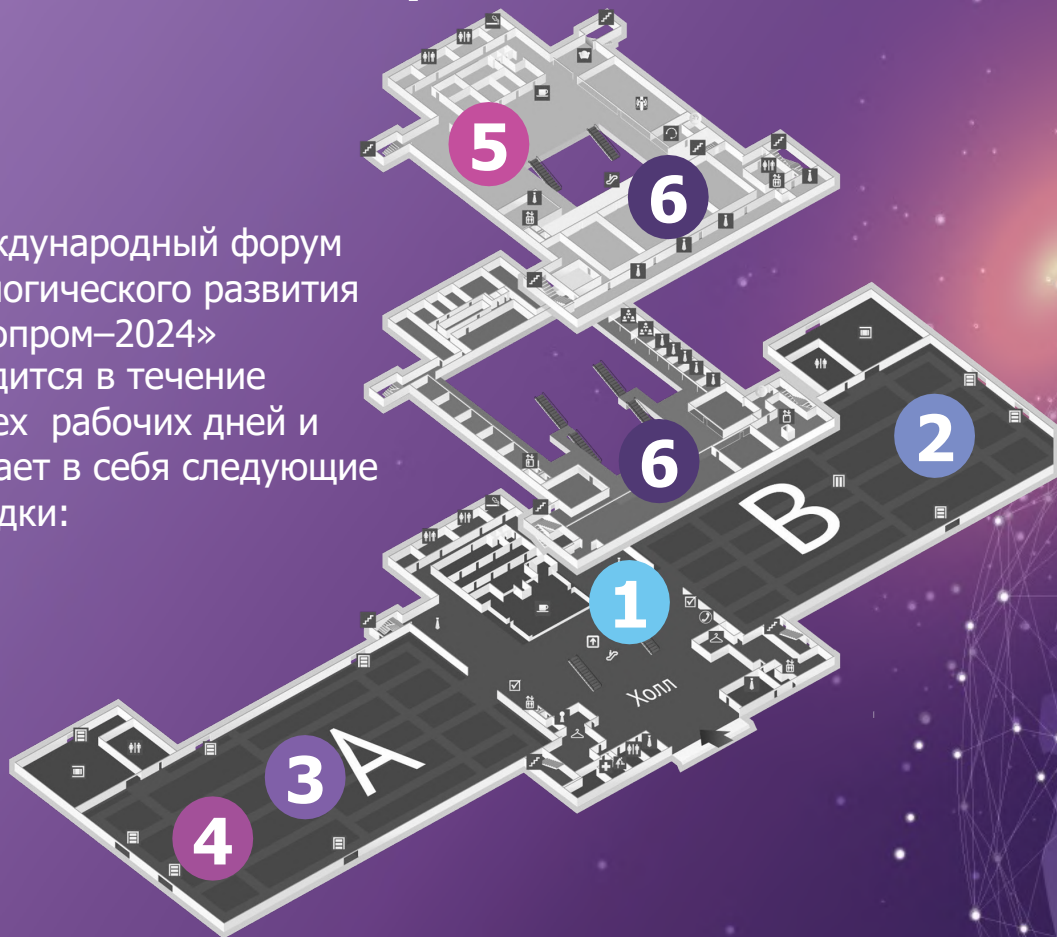 ждународный форум
логического развития
опром–2024»
дится в течение
ех рабочих дней и
ает в себя следующие
дки:
5
6
6
2
B
1
Холл
A
3
4